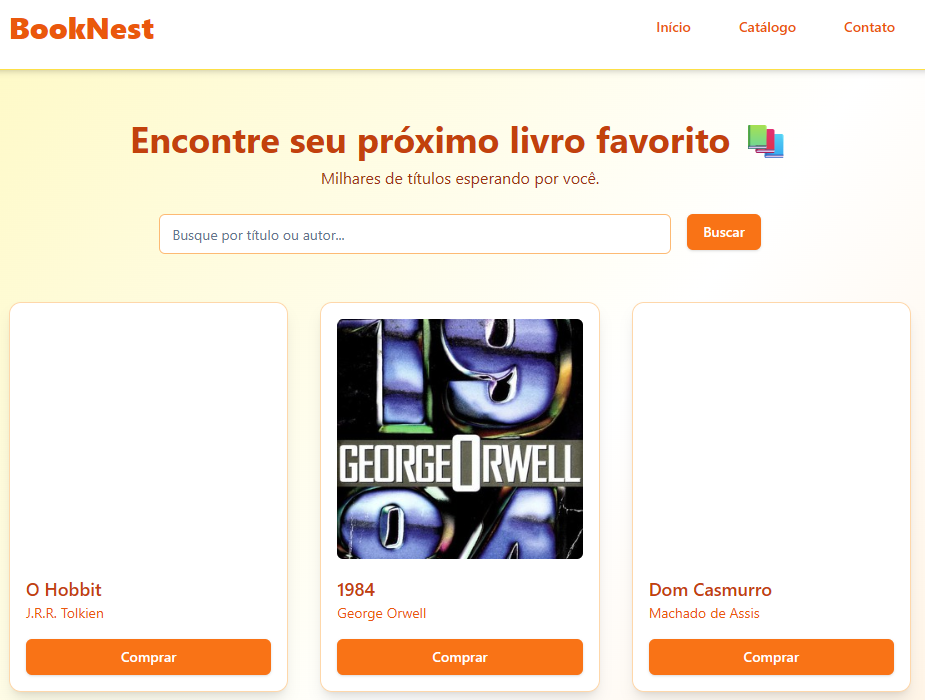 BookNest
Início Catálogo Contato
Encontre seu próximo livro favorito
Milhares de títulos esperando por você.
Busque por título ou autor...
Buscar
19
GEORGE ORWELL
84
O Hobbit
J.R.R. Tolkien
Comprar
1984
George Orwell
Comprar
Dom Casmurro
Machado de Assis
Comprar